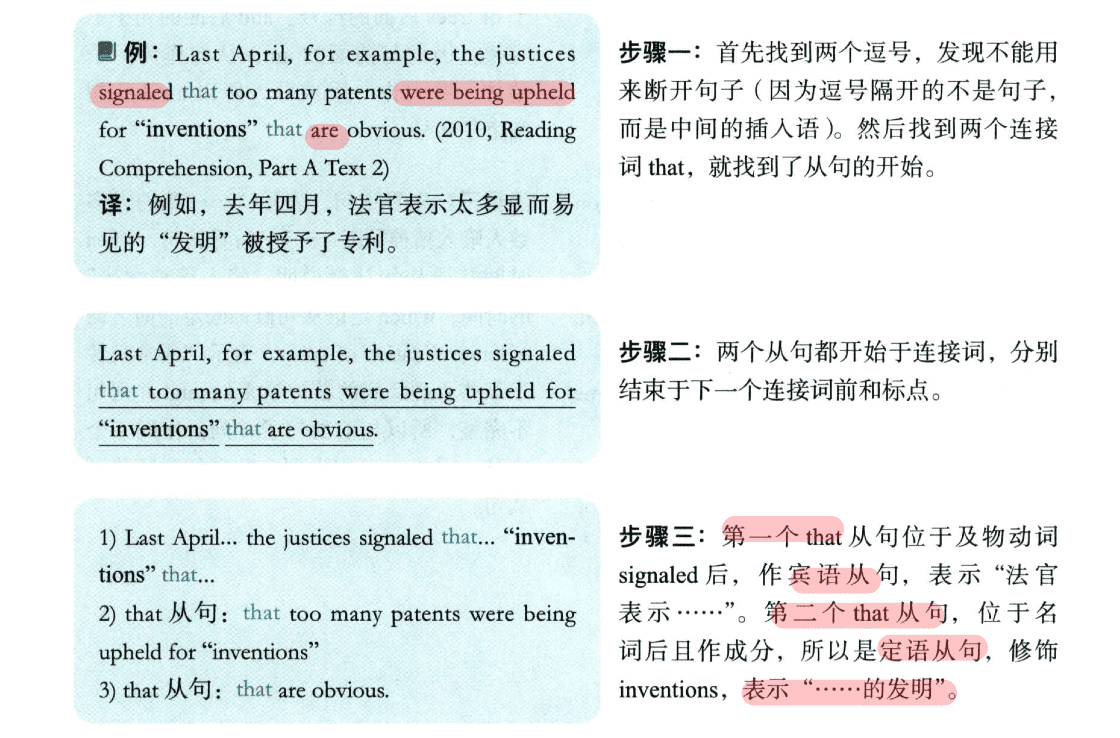 例：Last April, for example, the justices
signaled that too many patents were being upheld
for “inventions” that are obvious. (2010, Reading
Comprehension, Part A Text 2)
译：例如，去年四月，法官表示太多显而易
见的“发明”被授予了专利。
步骤一：首先找到两个逗号，发现不能用
来断开句子（因为逗号隔开的不是句子，
而是中间的插入语）。然后找到两个连接
词 that，就找到了从句的开始。
Last April, for example, the justices signaled
that too many patents were being upheld for
“inventions” that are obvious.
步骤二：两个从句都开始于连接词，分别
结束于下一个连接词前和标点。
1) Last April... the justices signaled that... “inven-
tions” that...
2) that 从句：that too many patents were being
upheld for “inventions”
3) that 从句：that are obvious.
步骤三：第一个 that 从句位于及物动词
signaled 后，作宾语从句，表示“法官
表示……”。第二个 that 从句，位于名
词后且作成分，所以是定语从句，修饰
inventions，表示“……的发明”。